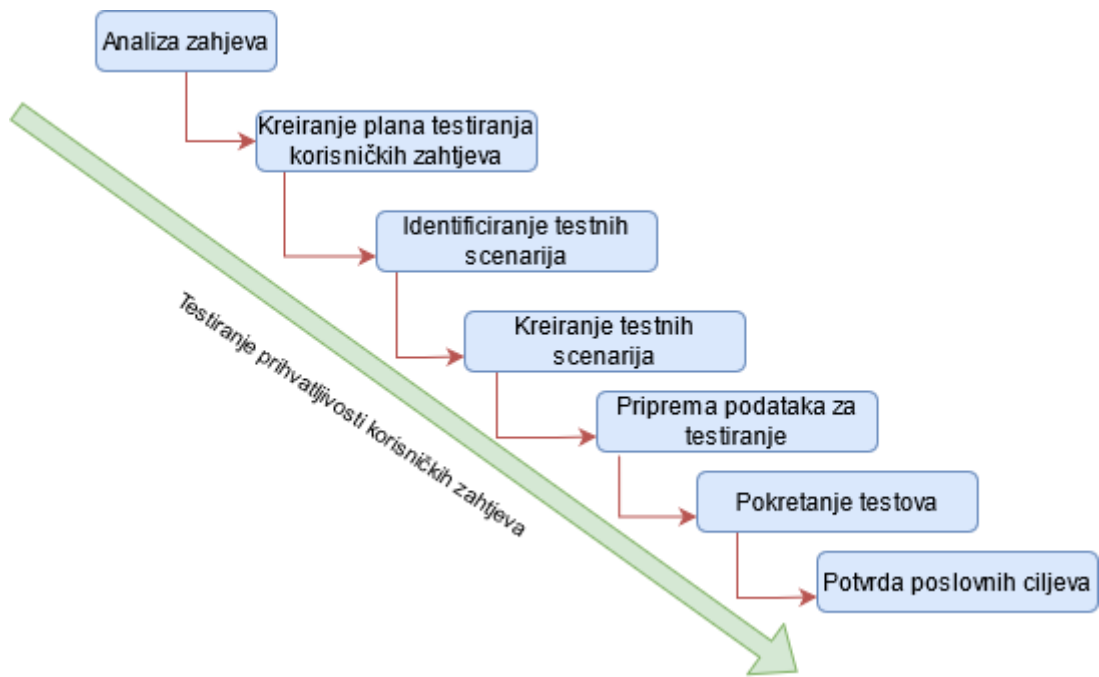 Analiza zahjeva
Kreiranje plana testiranja
korisničkih zahtjeva
Identificiranje testnih
scenarija
Kreiranje testnih
scenarija
Priprema podataka za
testiranje
Pokretanje testova
Potvrda poslovnih ciljeva
Testiranje prihvatljivosti korisničkih zahtjeva